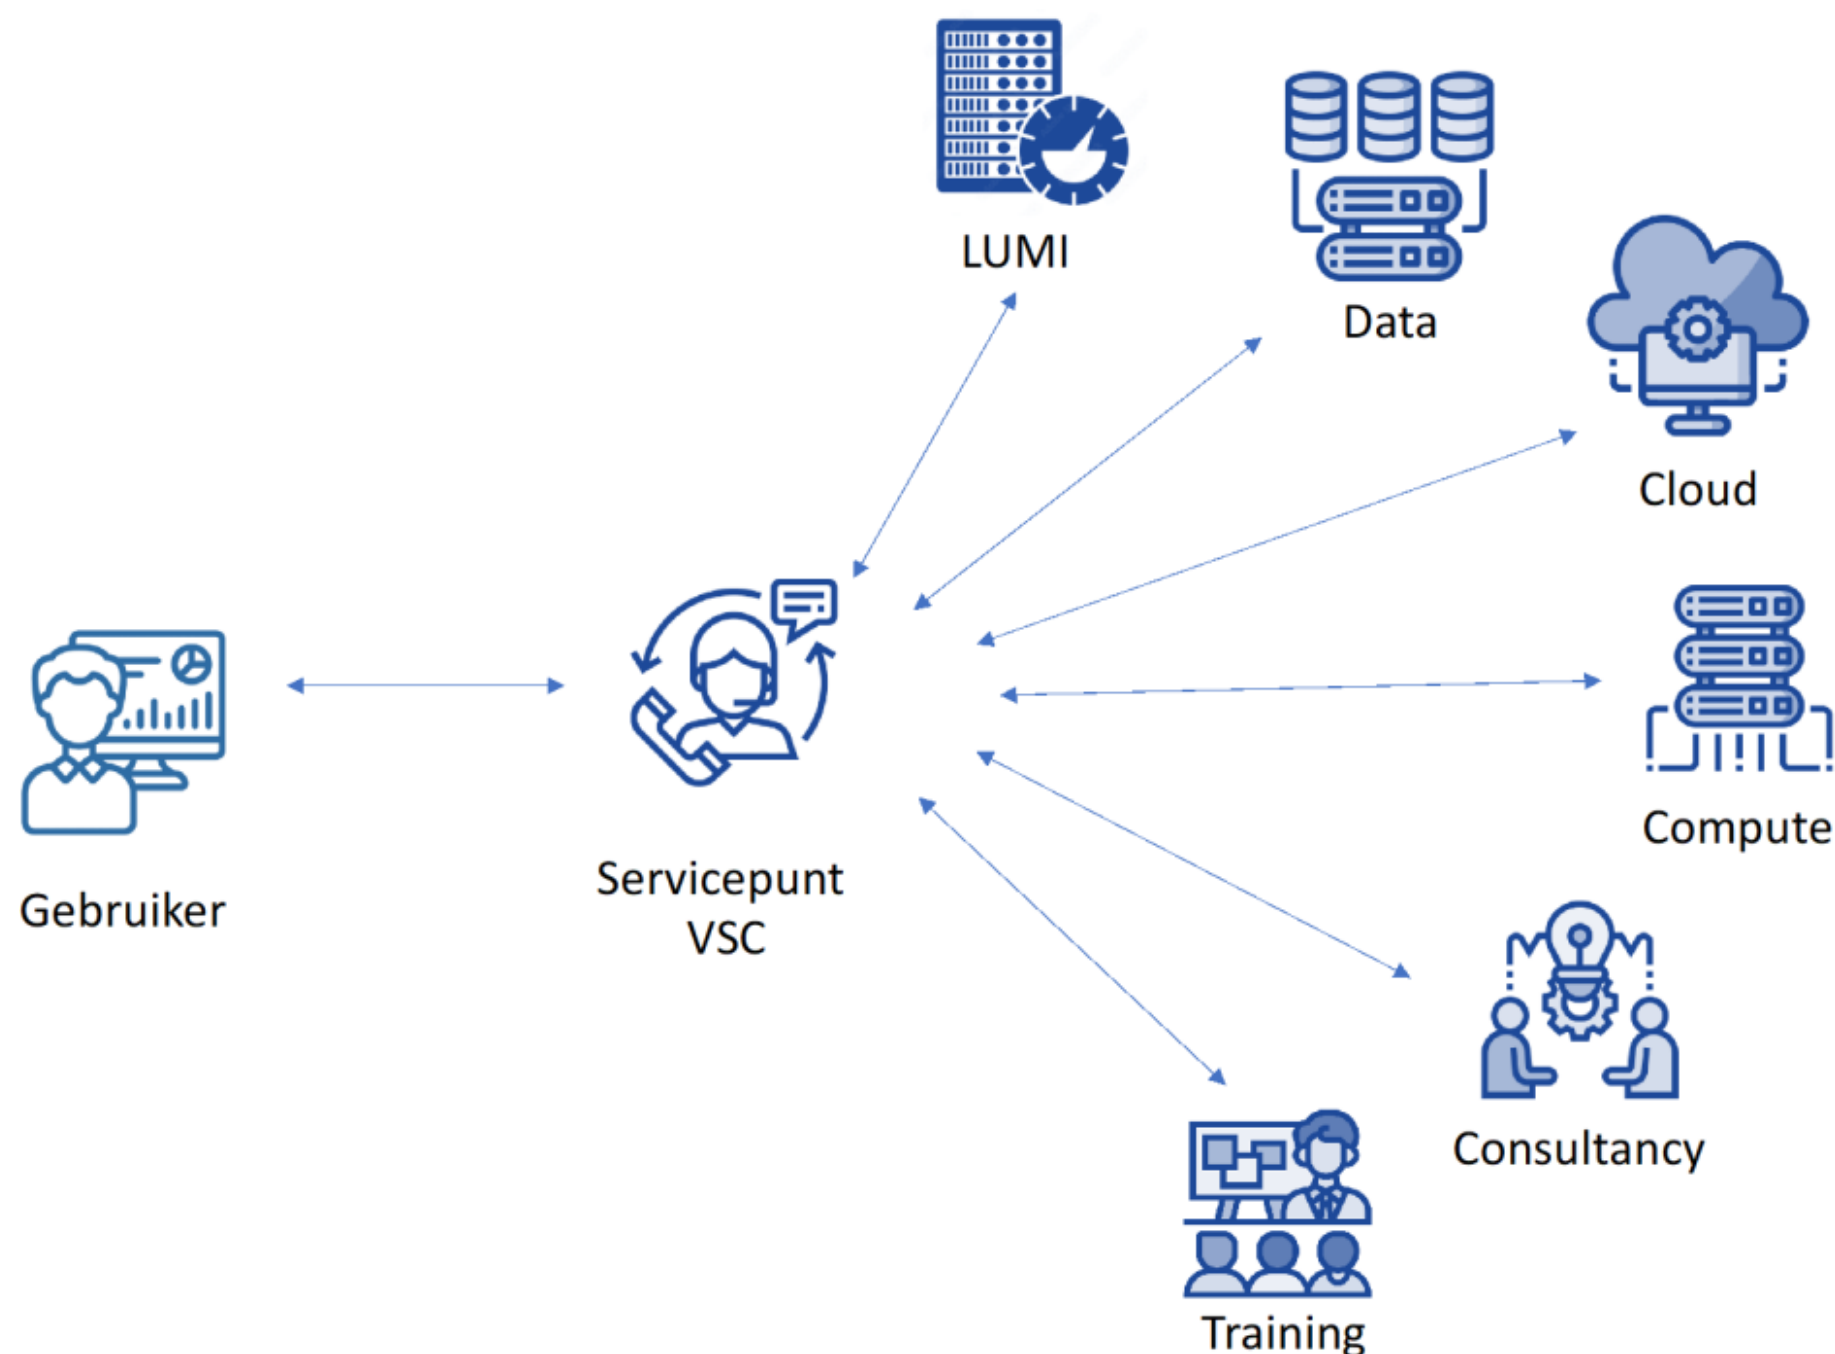 LUMI
Data
Cloud
Compute
Gebruiker
Servicepunt
VSC
Consultancy
Training